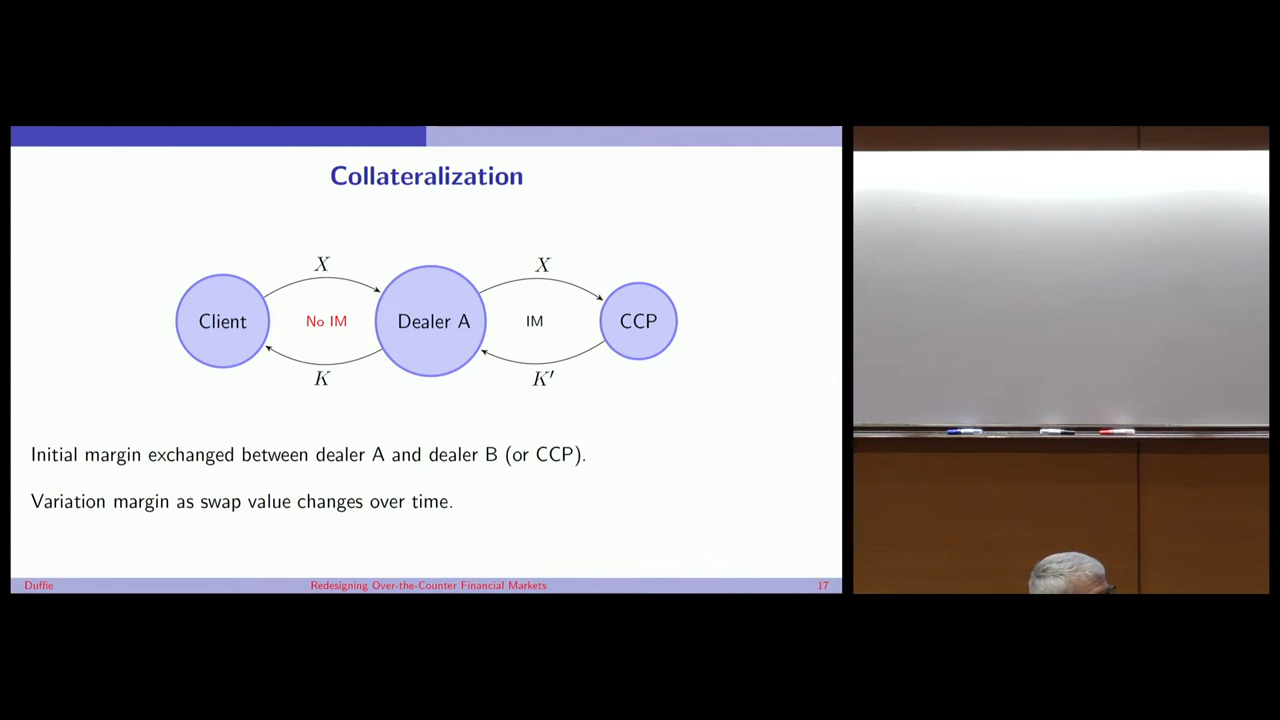 Collateralization
X X
Client No IM Dealer A IM CCP
K K′
Initial margin exchanged between dealer A and dealer B (or CCP).
Variation margin as swap value changes over time.
Duffie Redesigning Over-the-Counter Financial Markets 17